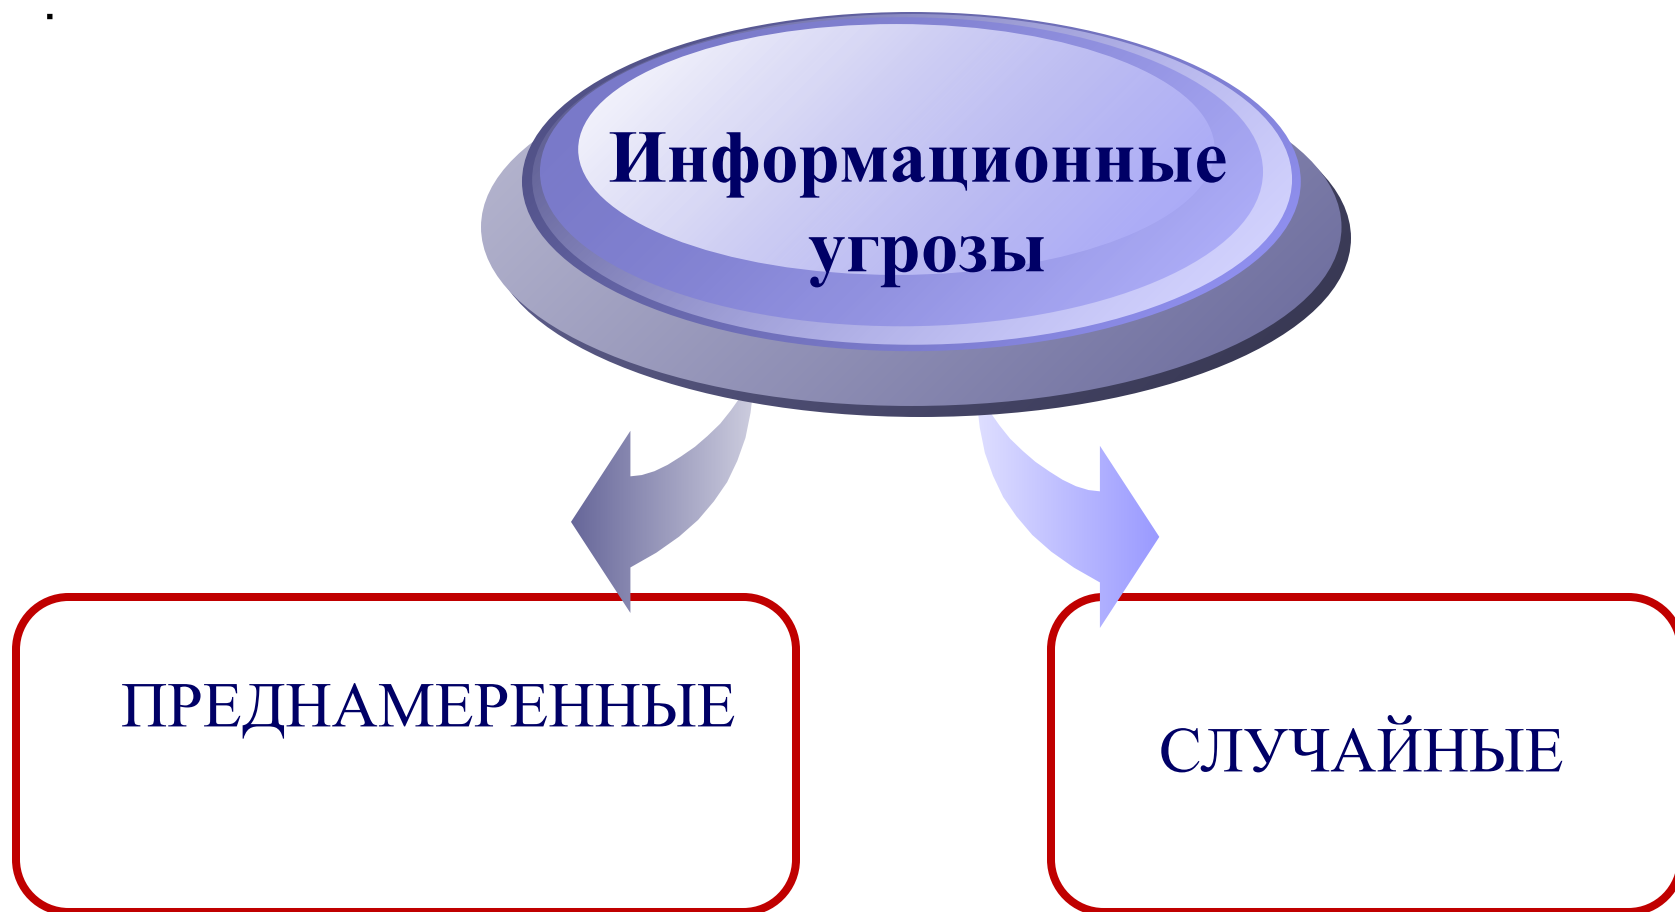 .
Информационные
угрозы
ПРЕДНАМЕРЕННЫЕ
СЛУЧАЙНЫЕ